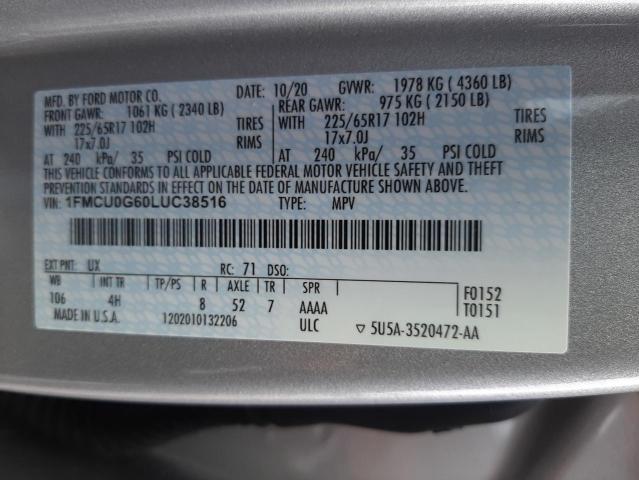 MFD. BY FORD MOTOR CO.
DATE: 10/20 GVWR: 1978 KG ( 4360 LB)
FRONT GAWR: 1061 KG ( 2340 LB) REAR GAWR: 975 KG ( 2150 LB)
WITH 225/65R17 102H TIRES WITH 225/65R17 102H TIRES
17x7.0J RIMS 17x7.0J RIMS
AT 240 kPa/ 35 PSI COLD AT 240 kPa/ 35 PSI COLD
THIS VEHICLE CONFORMS TO ALL APPLICABLE FEDERAL MOTOR VEHICLE SAFETY AND THEFT
PREVENTION STANDARDS IN EFFECT ON THE DATE OF MANUFACTURE SHOWN ABOVE.
VIN: 1FMCU0G60LUC38516 TYPE: MPV
EXT PNT: UX RC: 71 DSO:
WB INT TR TP/PS R AXLE TR SPR
106 4H 8 52 7 AAAA
F0152
T0151
MADE IN U.S.A. 1202010132206 ULC ▽ 5U5A-3520472-AA